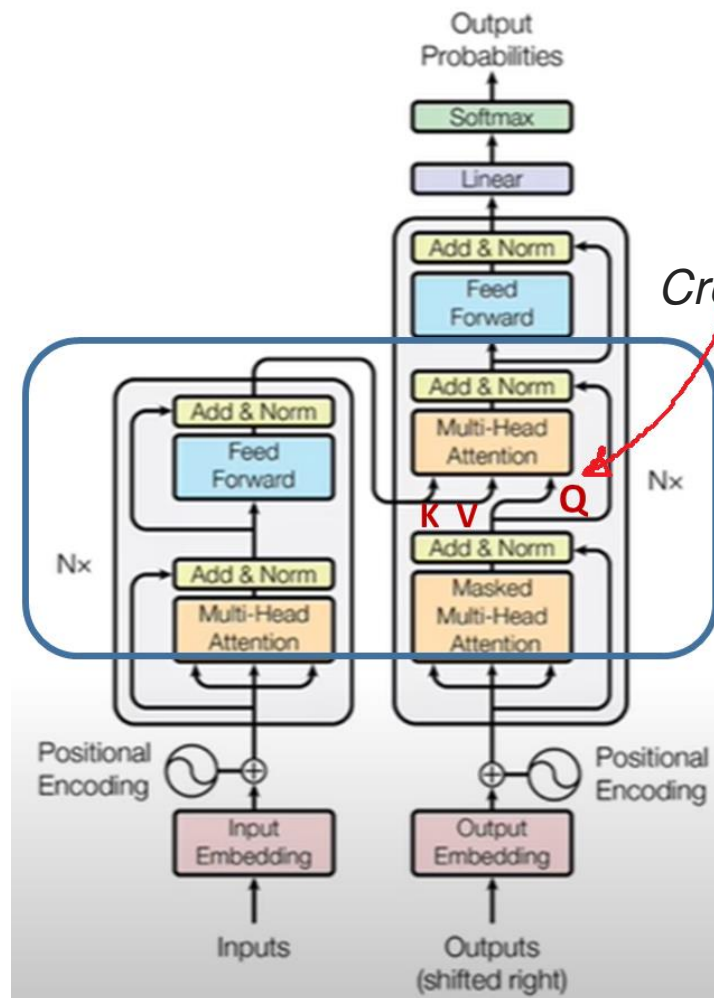 Output
Probabilities
Softmax
Linear
Add & Norm
Feed
Forward
Add & Norm
Multi-Head
Attention
K V Q
Nx
Add & Norm
Masked
Multi-Head
Attention
Add & Norm
Feed
Forward
Nx
Add & Norm
Multi-Head
Attention
Positional
Encoding
Positional
Encoding
Input
Embedding
Output
Embedding
Inputs
Outputs
(shifted right)